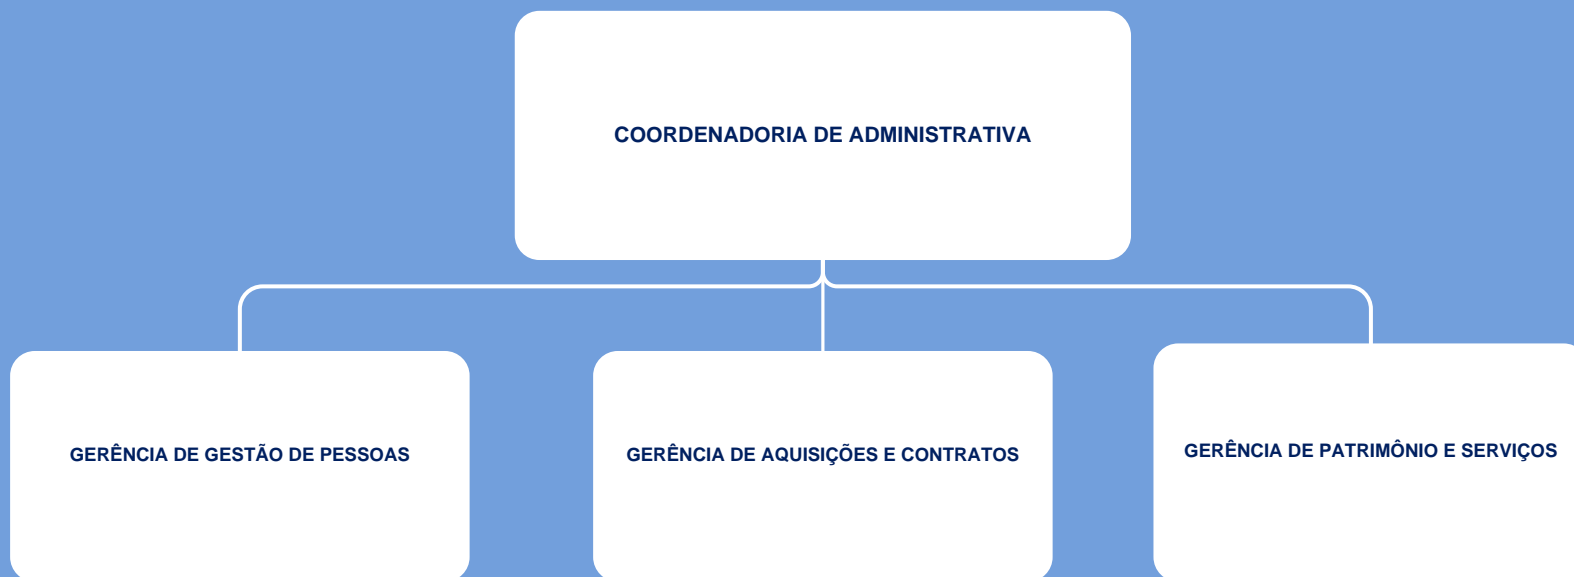 COORDENADORIA DE ADMINISTRATIVA
GERÊNCIA DE GESTÃO DE PESSOAS
GERÊNCIA DE AQUISIÇÕES E CONTRATOS
GERÊNCIA DE PATRIMÔNIO E SERVIÇOS